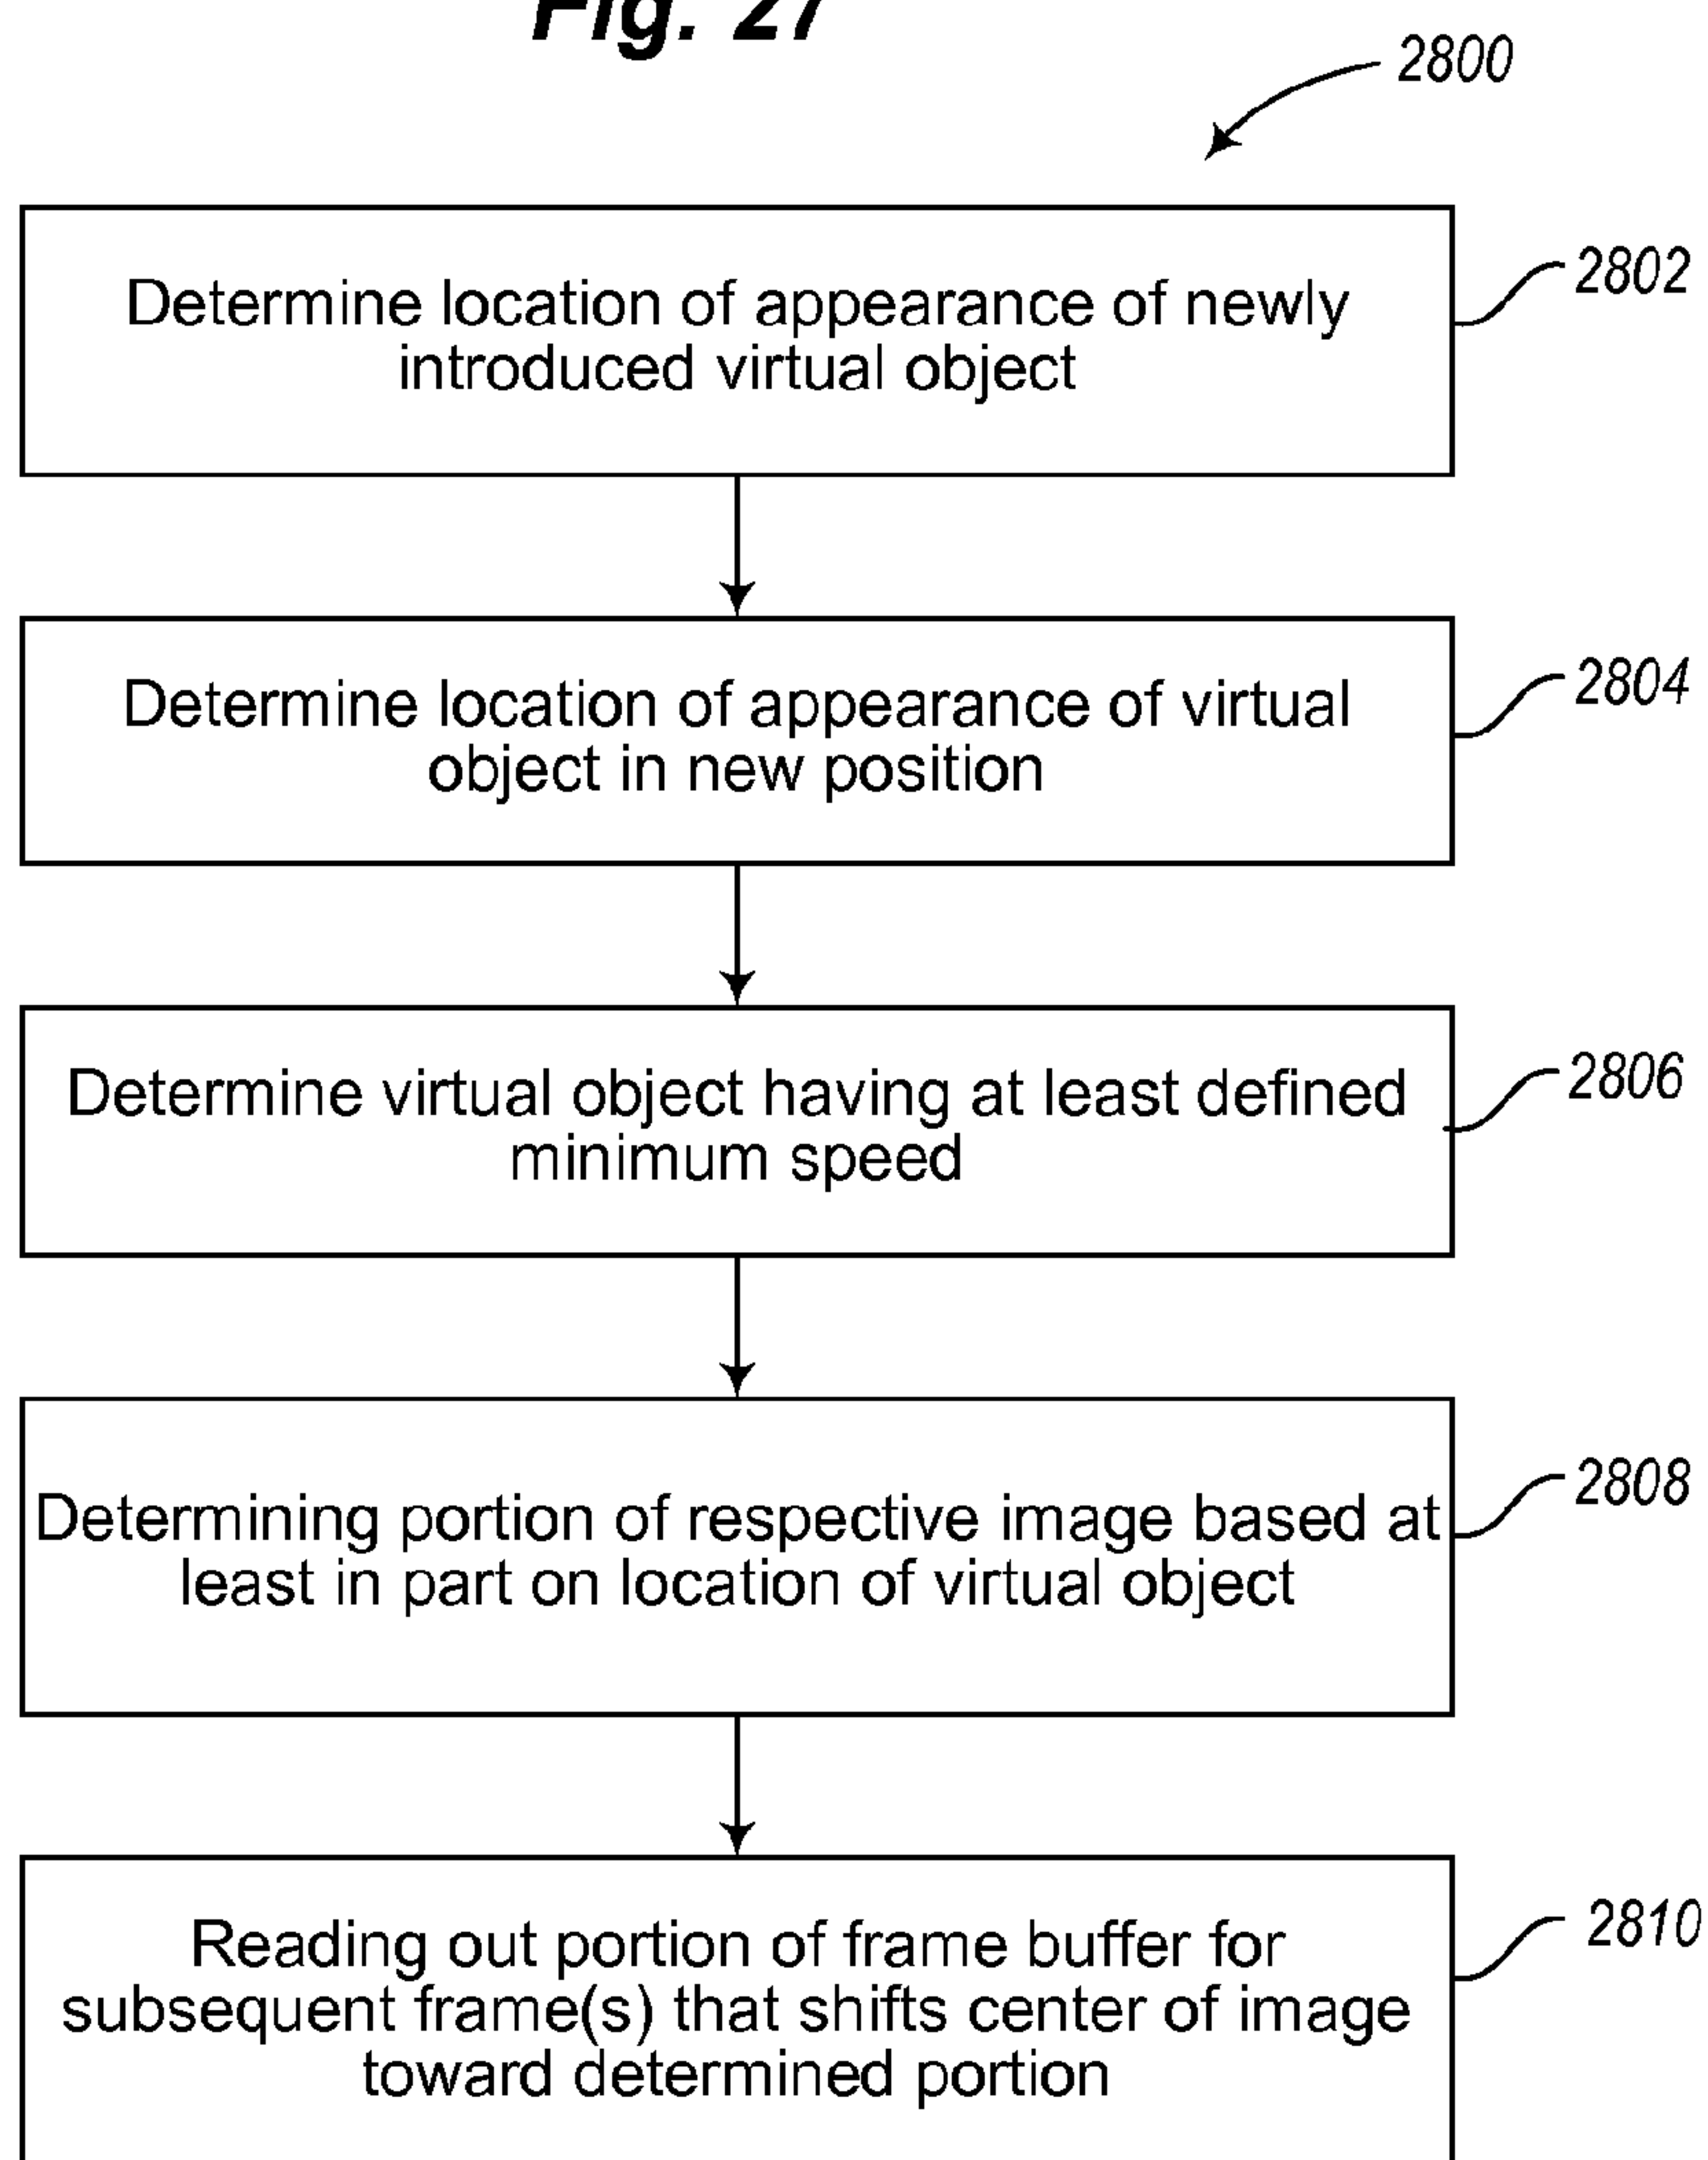 Fig. 27
2800
Determine location of appearance of newly
introduced virtual object
2802
Determine location of appearance of virtual
object in new position
2804
Determine virtual object having at least defined
minimum speed
2806
Determining portion of respective image based at
least in part on location of virtual object
2808
Reading out portion of frame buffer for
subsequent frame(s) that shifts center of image
toward determined portion
2810